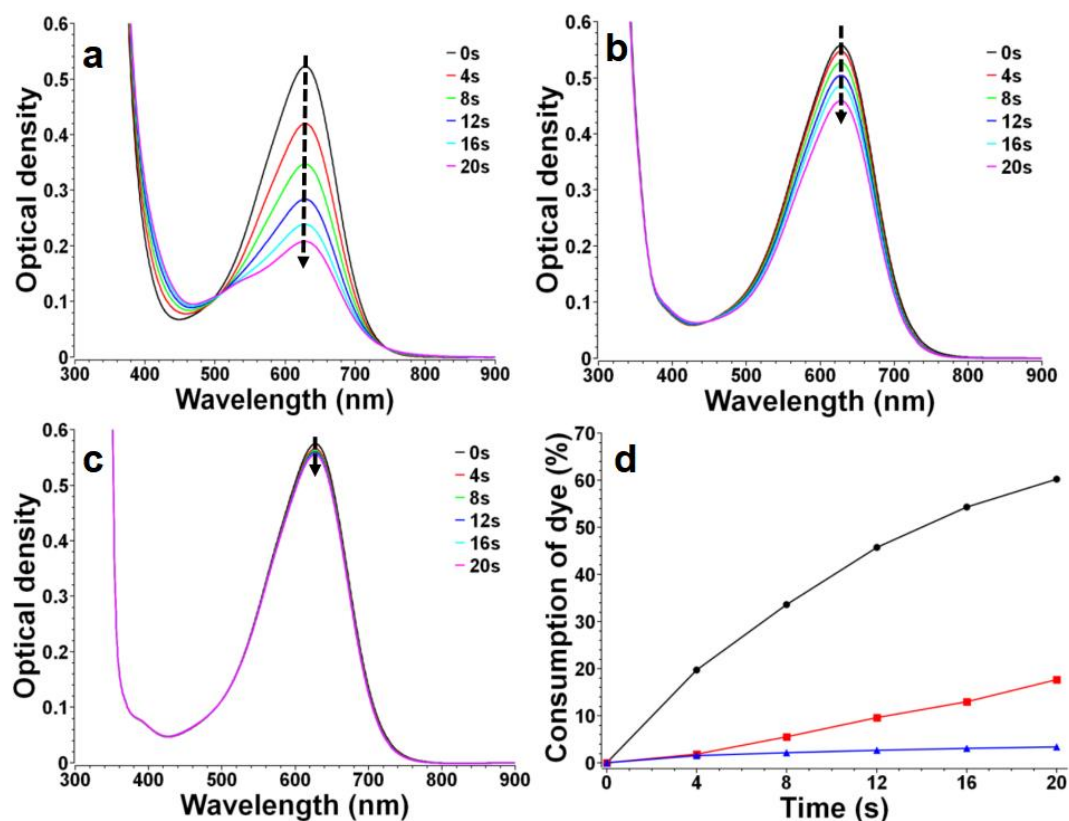 a
0.6
0.5
0.4
0.3
0.2
0.1
0
Optical density
0s
4s
8s
12s
16s
20s
300 400 500 600 700 800 900
Wavelength (nm)
b
0.6
0.5
0.4
0.3
0.2
0.1
0
Optical density
0s
4s
8s
12s
16s
20s
300 400 500 600 700 800 900
Wavelength (nm)
c
0.6
0.5
0.4
0.3
0.2
0.1
0
Optical density
0s
4s
8s
12s
16s
20s
300 400 500 600 700 800 900
Wavelength (nm)
d
70
60
50
40
30
20
10
0
Consumption of dye (%)
0 4 8 12 16 20
Time (s)